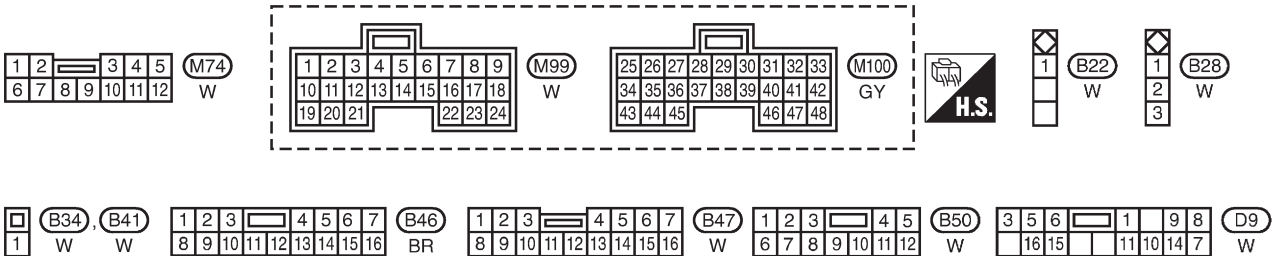 1 2 3 4 5
6 7 8 9 10 11 12
M74
W
1 2 3 4 5 6 7 8 9
10 11 12 13 14 15 16 17 18
19 20 21 22 23 24
M99
W
25 26 27 28 29 30 31 32 33
34 35 36 37 38 39 40 41 42
43 44 45 46 47 48
M100
GY
H.S.
1
B22
W
1
2
3
B28
W
1
B34 , B41
W W
1 2 3 4 5 6 7
8 9 10 11 12 13 14 15 16
B46
BR
1 2 3 4 5 6 7
8 9 10 11 12 13 14 15 16
B47
W
1 2 3 4 5
6 7 8 9 10 11 12
B50
W
3 5 6 1 9 8
16 15 11 10 14 7
D9
W